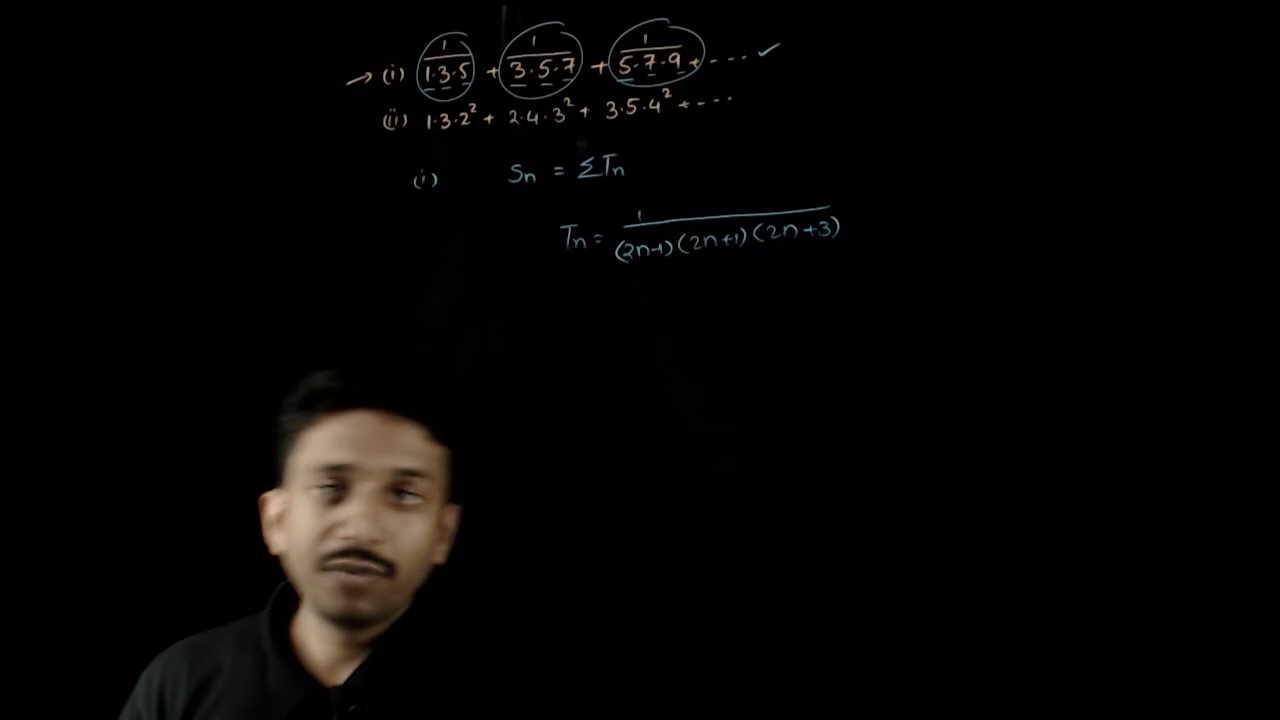 → (i) 1/1·3·5 + 1/3·5·7 + 1/5·7·9 + ···· ✓
(ii) 1·3·2² + 2·4·3² + 3·5·4² + ····
(i) Sn = ΣTn
Tn = 1/(2n-1)(2n+1)(2n+3)